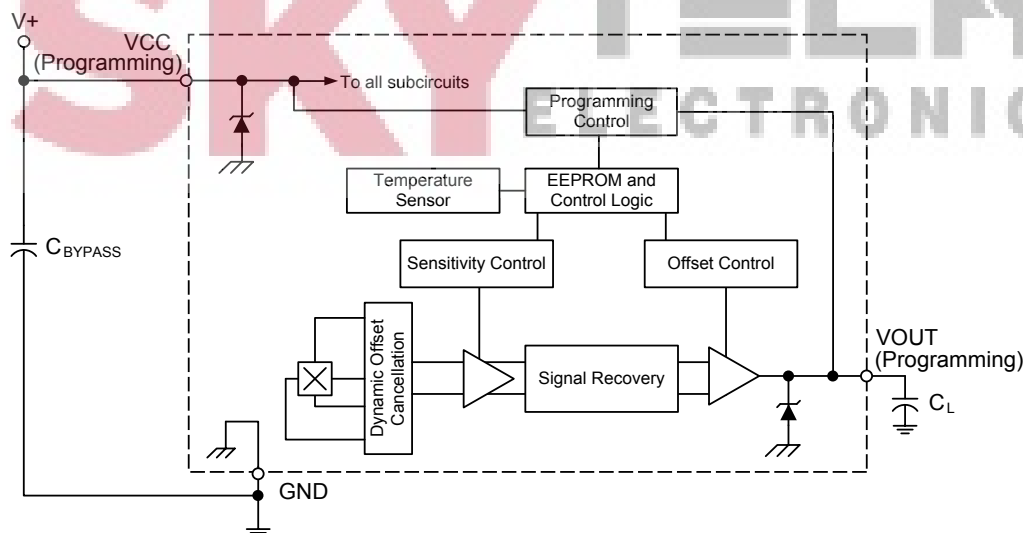 V+
VCC
(Programming)
To all subcircuits
Programming
Control
Temperature
Sensor
EEPROM and
Control Logic
CBYPASS
Sensitivity Control
Offset Control
Dynamic Offset
Cancellation
Signal Recovery
VOUT
(Programming)
CL
GND
SKY
ELECTRONIC